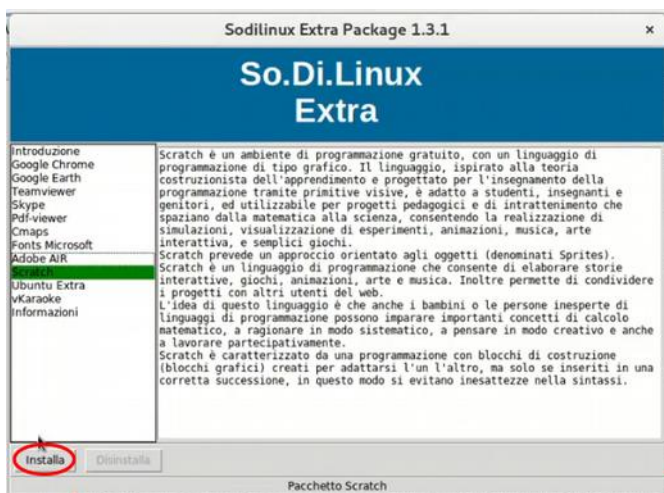 Sodilinux Extra Package 1.3.1
×
So.Di.Linux
Extra
Introduzione
Google Chrome
Google Earth
Teamviewer
Skype
Pdf-viewer
Cmaps
Fonts Microsoft
Adobe AIR
Scratch
Ubuntu Extra
vKaraoke
Informazioni
Scratch è un ambiente di programmazione gratuito, con un linguaggio di
programmazione di tipo grafico. Il linguaggio, ispirato alla teoria
costruzionista dell'apprendimento e progettato per l'insegnamento della
programmazione tramite primitive visive, è adatto a studenti, insegnanti e
genitori, ed utilizzabile per progetti pedagogici e di intrattenimento che
spaziano dalla matematica alla scienza, consentendo la realizzazione di
simulazioni, visualizzazione di esperimenti, animazioni, musica, arte
interattiva, e semplici giochi.
Scratch prevede un approccio orientato agli oggetti (denominati Sprites).
Scratch è un linguaggio di programmazione che consente di elaborare storie
interattive, giochi, animazioni, arte e musica. Inoltre permette di condividere
i progetti con altri utenti del web.
L'idea di questo linguaggio è che anche i bambini o le persone inesperte di
linguaggi di programmazione possono imparare importanti concetti di calcolo
matematico, a ragionare in modo sistematico, a pensare in modo creativo e anche
a lavorare partecipativamente.
Scratch è caratterizzato da una programmazione con blocchi di costruzione
(blocchi grafici) creati per adattarsi l'un l'altro, ma solo se inseriti in una
corretta successione, in questo modo si evitano inesattezze nella sintassi.
Installa
Disinstalla
Pacchetto Scratch